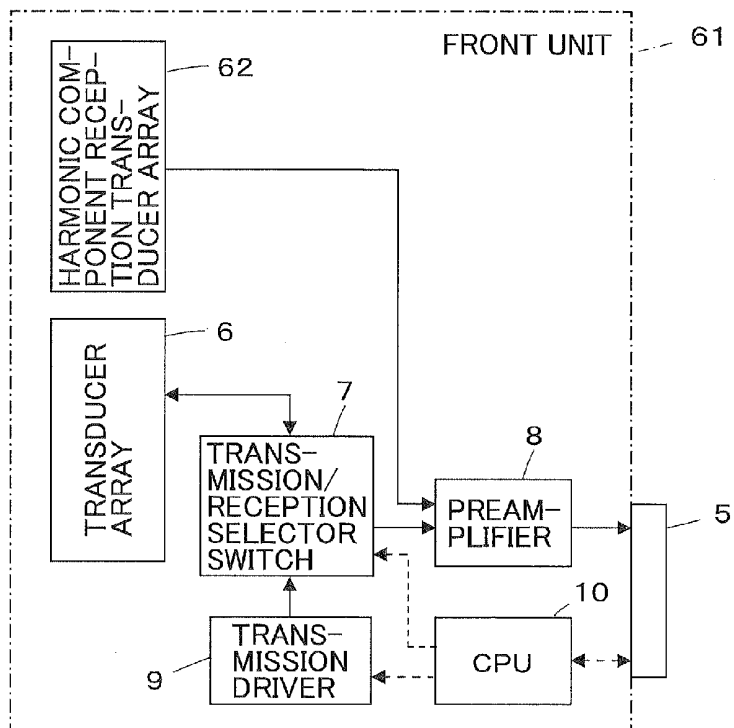 FRONT UNIT
61
62
HARMONIC COM-
PONENT RECEP-
TION TRANS-
DUCER ARRAY
6
TRANSDUCER
ARRAY
7
TRANS-
MISSION/
RECEPTION
SELECTOR
SWITCH
8
PREAM-
PLIFIER
5
10
CPU
9
TRANS-
MISSION
DRIVER